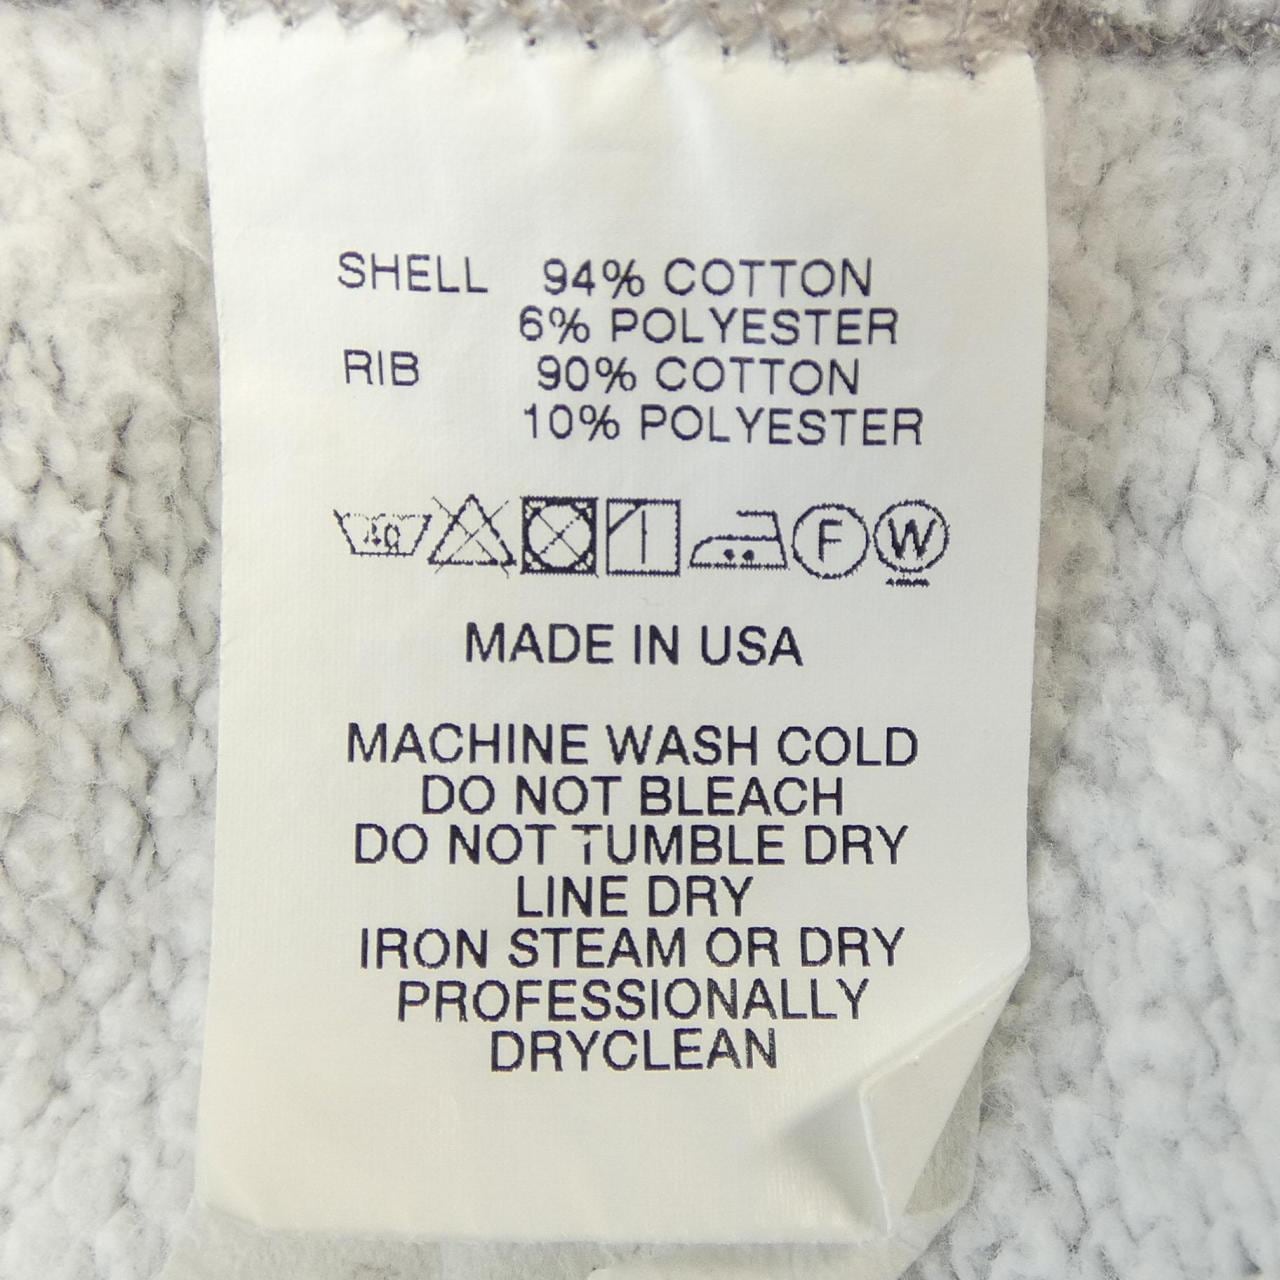 SHELL 94% COTTON
6% POLYESTER
RIB 90% COTTON
10% POLYESTER
40 F W
MADE IN USA
MACHINE WASH COLD
DO NOT BLEACH
DO NOT TUMBLE DRY
LINE DRY
IRON STEAM OR DRY
PROFESSIONALLY
DRYCLEAN